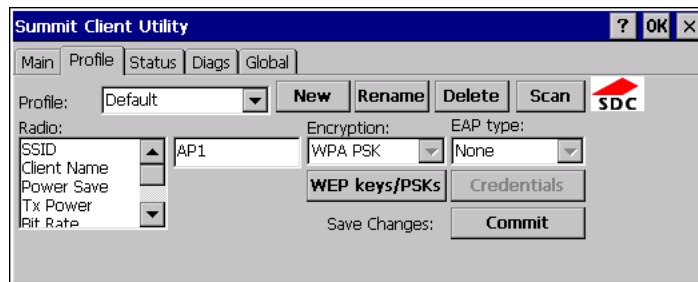 Summit Client Utility ? OK ×
Main Profile Status Diags Global
Profile: Default New Rename Delete Scan SDC
Radio: Encryption: EAP type:
SSID AP1 WPA PSK None
Client Name
Power Save WEP keys/PSKs Credentials
Tx Power
Bit Rate Save Changes: Commit